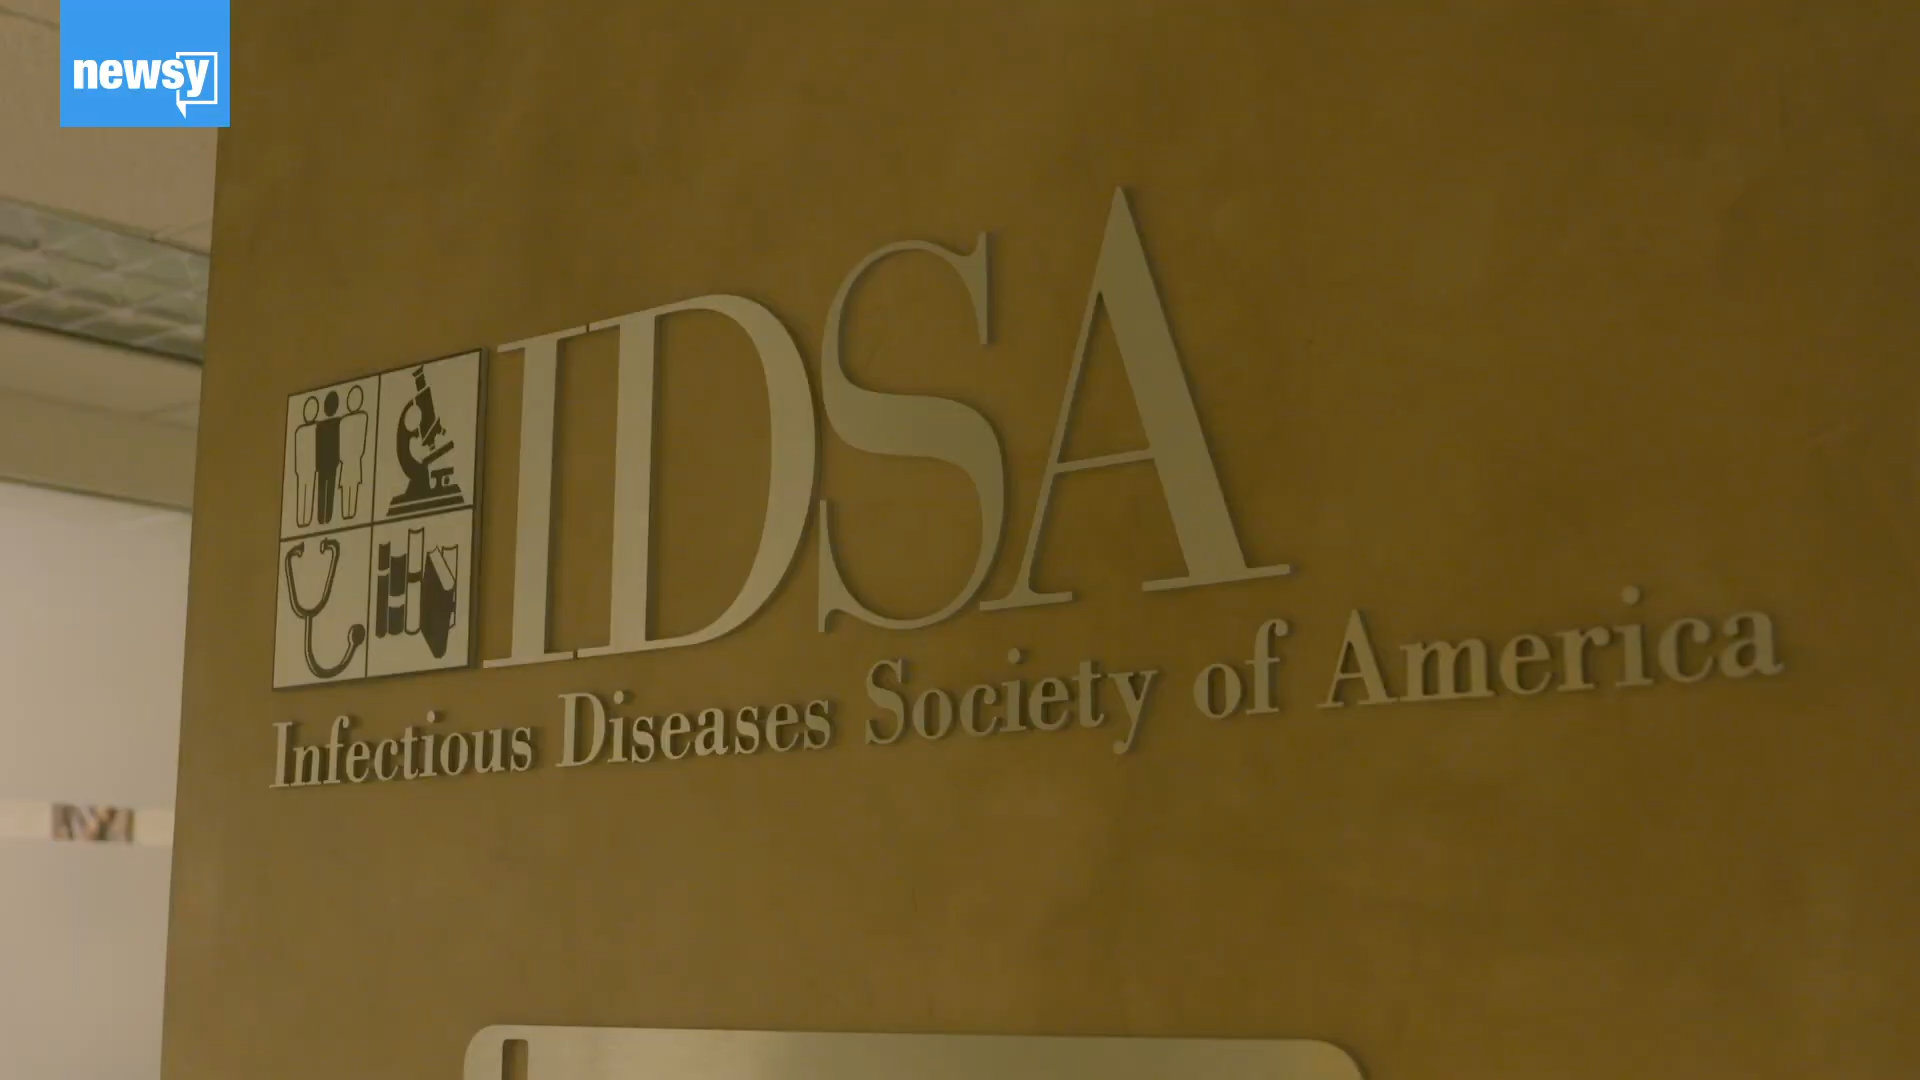 newsy
IDSA
Infectious Diseases Society of America